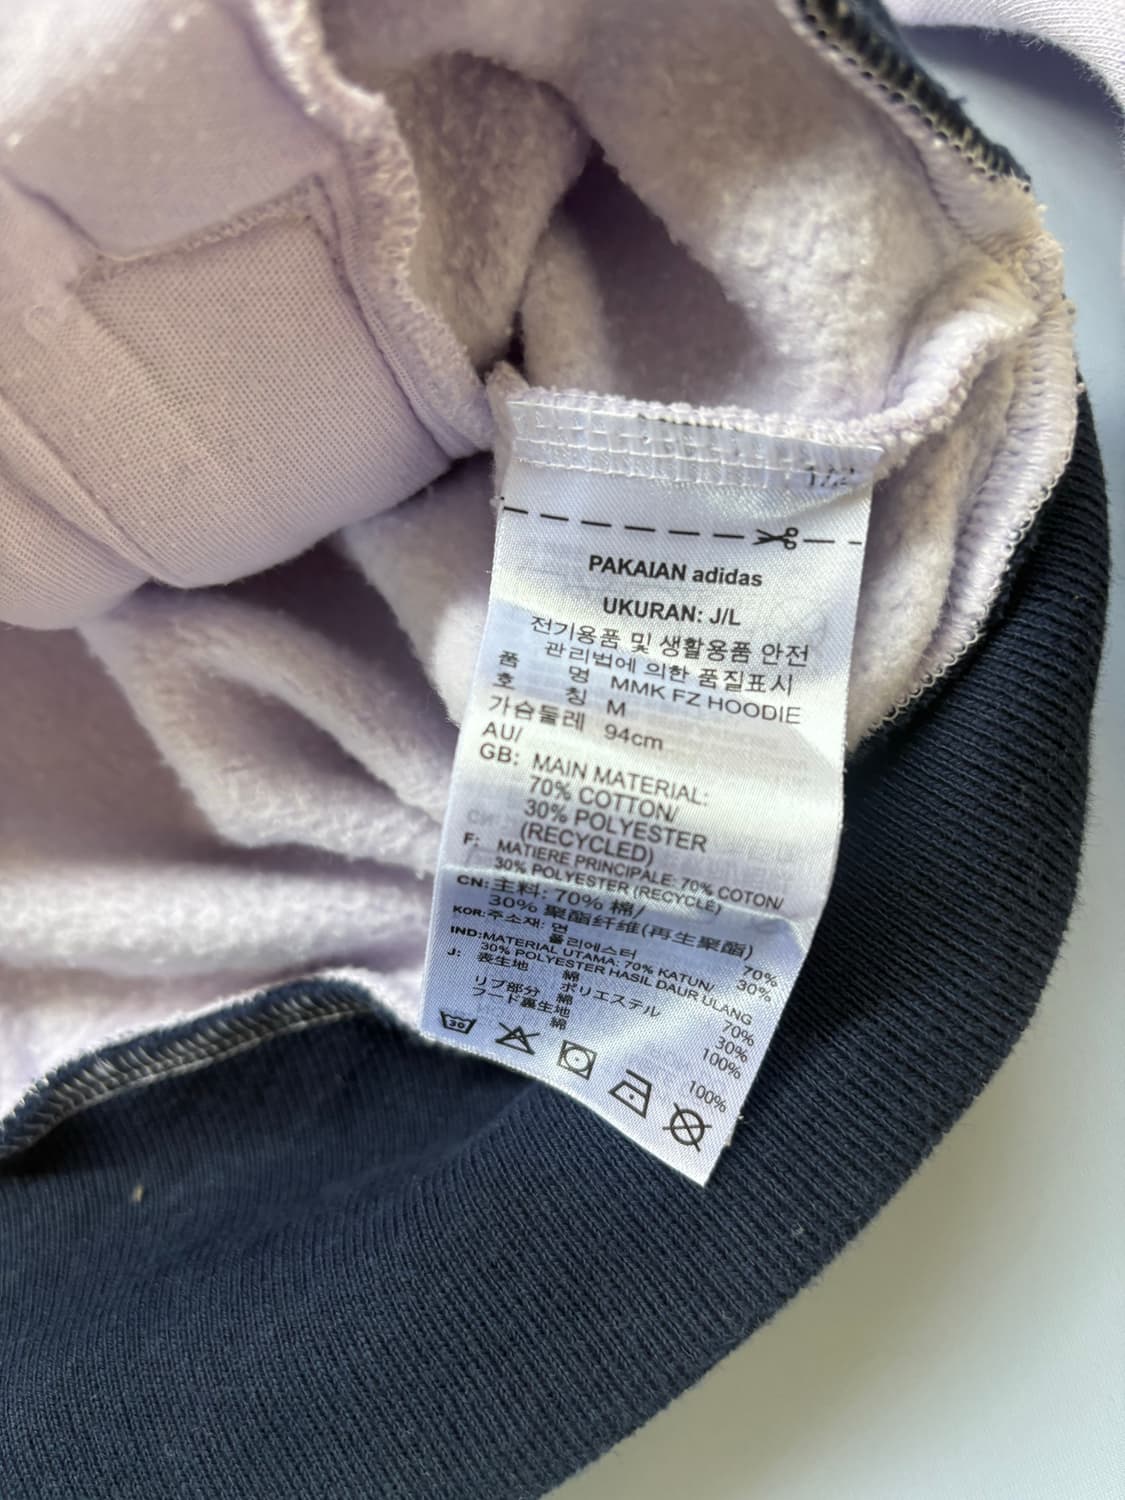 PAKAIAN adidas
UKURAN: J/L
전기용품 및 생활용품 안전
관리법에 의한 품질표시
품 명 MMK FZ HOODIE
호 칭 M
가슴둘레 94cm
AU/
GB: MAIN MATERIAL:
70% COTTON/
30% POLYESTER
(RECYCLED)
F: MATIERE PRINCIPALE: 70% COTON/
30% POLYESTER (RECYCLE)
CN: 主料: 70% 棉/
30% 聚酯纤维(再生聚酯)
KOR: 주소재: 면 70%
폴리에스터 30%
IND: MATERIAL UTAMA: 70% KATUN/
30% POLYESTER HASIL DAUR ULANG
J: 表生地 綿 70%
ポリエステル 30%
リブ部分 綿 100%
フード裏生地
綿 100%
30